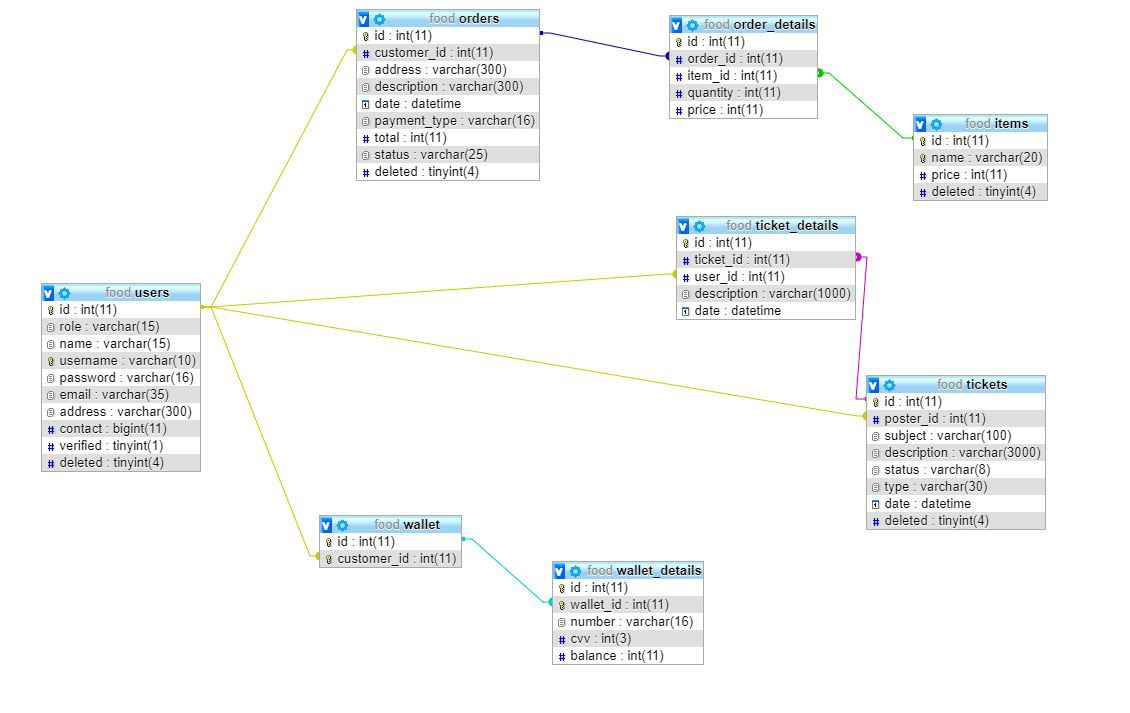 food orders
id : int(11)
customer_id : int(11)
address : varchar(300)
description : varchar(300)
date : datetime
payment_type : varchar(16)
total : int(11)
status : varchar(25)
deleted : tinyint(4)
food order_details
id : int(11)
order_id : int(11)
item_id : int(11)
quantity : int(11)
price : int(11)
food items
id : int(11)
name : varchar(20)
price : int(11)
deleted : tinyint(4)
food ticket_details
id : int(11)
ticket_id : int(11)
user_id : int(11)
description : varchar(1000)
date : datetime
food users
id : int(11)
role : varchar(15)
name : varchar(15)
username : varchar(10)
password : varchar(16)
email : varchar(35)
address : varchar(300)
contact : bigint(11)
verified : tinyint(1)
deleted : tinyint(4)
food tickets
id : int(11)
poster_id : int(11)
subject : varchar(100)
description : varchar(3000)
status : varchar(8)
type : varchar(30)
date : datetime
deleted : tinyint(4)
food wallet
id : int(11)
customer_id : int(11)
food wallet_details
id : int(11)
wallet_id : int(11)
number : varchar(16)
cvv : int(3)
balance : int(11)